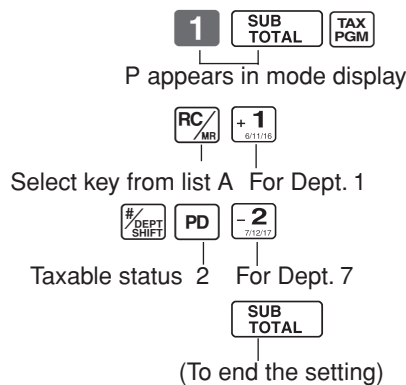 1 SUB TOTAL TAX PGM
P appears in mode display
RC/MR + 1 6/11/16
Select key from list A For Dept. 1
#/DEPT SHIFT PD - 2 7/12/17
Taxable status 2 For Dept. 7
SUB TOTAL
(To end the setting)